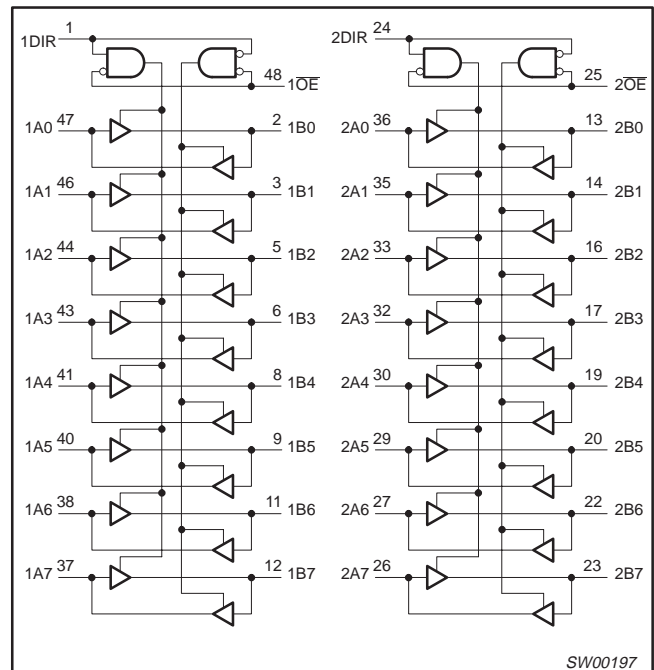 1DIR 1 2DIR 24
48 1O̅E̅ 25 2O̅E̅
1A0 47 2 1B0 2A0 36 13 2B0
1A1 46 3 1B1 2A1 35 14 2B1
1A2 44 5 1B2 2A2 33 16 2B2
1A3 43 6 1B3 2A3 32 17 2B3
1A4 41 8 1B4 2A4 30 19 2B4
1A5 40 9 1B5 2A5 29 20 2B5
1A6 38 11 1B6 2A6 27 22 2B6
1A7 37 12 1B7 2A7 26 23 2B7
SW00197